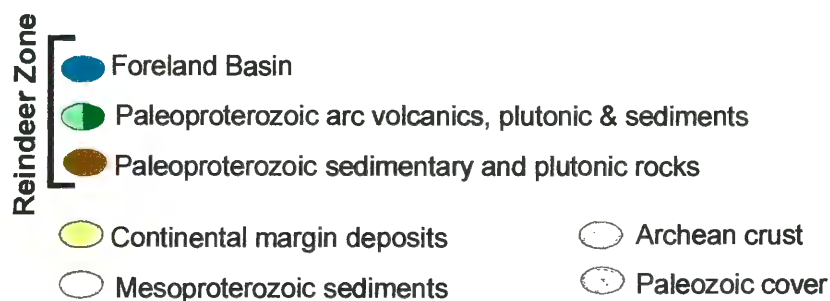 Reindeer Zone
Foreland Basin
Paleoproterozoic arc volcanics, plutonic & sediments
Paleoproterozoic sedimentary and plutonic rocks
Continental margin deposits
Archean crust
Mesoproterozoic sediments
Paleozoic cover